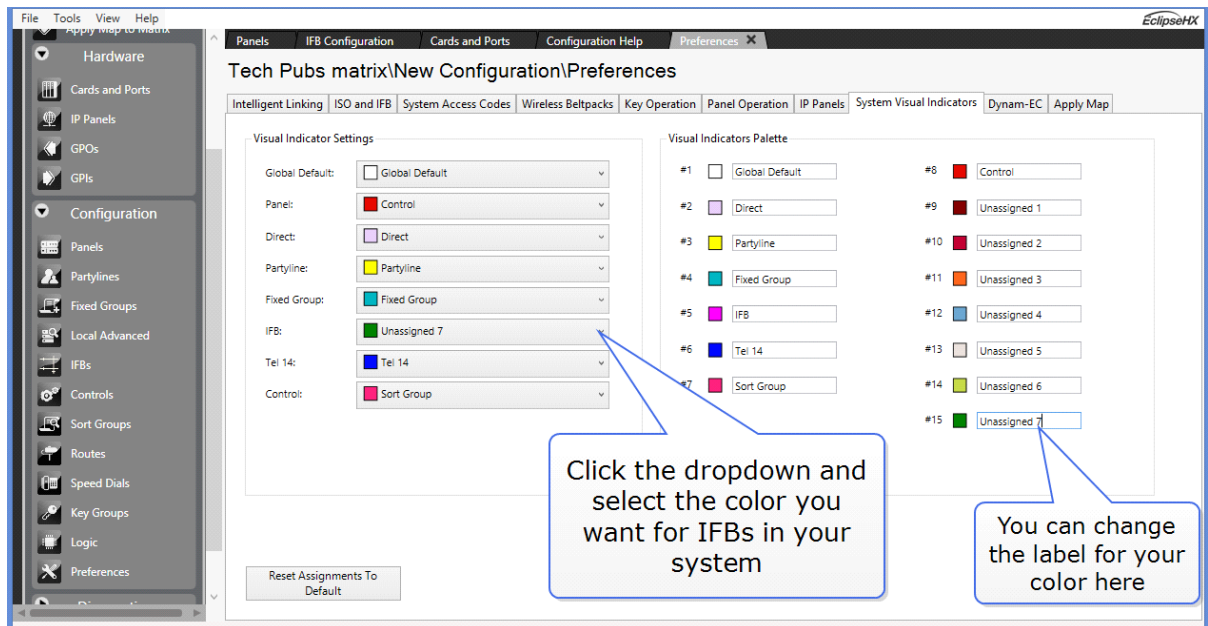 File Tools View Help
EclipseHX
Apply Map to Matrix
Hardware
Cards and Ports
IP Panels
GPOs
GPIs
Configuration
Panels
Partylines
Fixed Groups
Local Advanced
IFBs
Controls
Sort Groups
Routes
Speed Dials
Key Groups
Logic
Preferences
Panels IFB Configuration Cards and Ports Configuration Help Preferences X
Tech Pubs matrix\New Configuration\Preferences
Intelligent Linking ISO and IFB System Access Codes Wireless Beltpacks Key Operation Panel Operation IP Panels System Visual Indicators Dynam-EC Apply Map
Visual Indicator Settings
Global Default: Global Default
Panel: Control
Direct: Direct
Partyline: Partyline
Fixed Group: Fixed Group
IFB: Unassigned 7
Tel 14: Tel 14
Control: Sort Group
Visual Indicators Palette
#1 Global Default
#2 Direct
#3 Partyline
#4 Fixed Group
#5 IFB
#6 Tel 14
#7 Sort Group
#8 Control
#9 Unassigned 1
#10 Unassigned 2
#11 Unassigned 3
#12 Unassigned 4
#13 Unassigned 5
#14 Unassigned 6
#15 Unassigned 7
Click the dropdown and
select the color you
want for IFBs in your
system
You can change
the label for your
color here
Reset Assignments To
Default